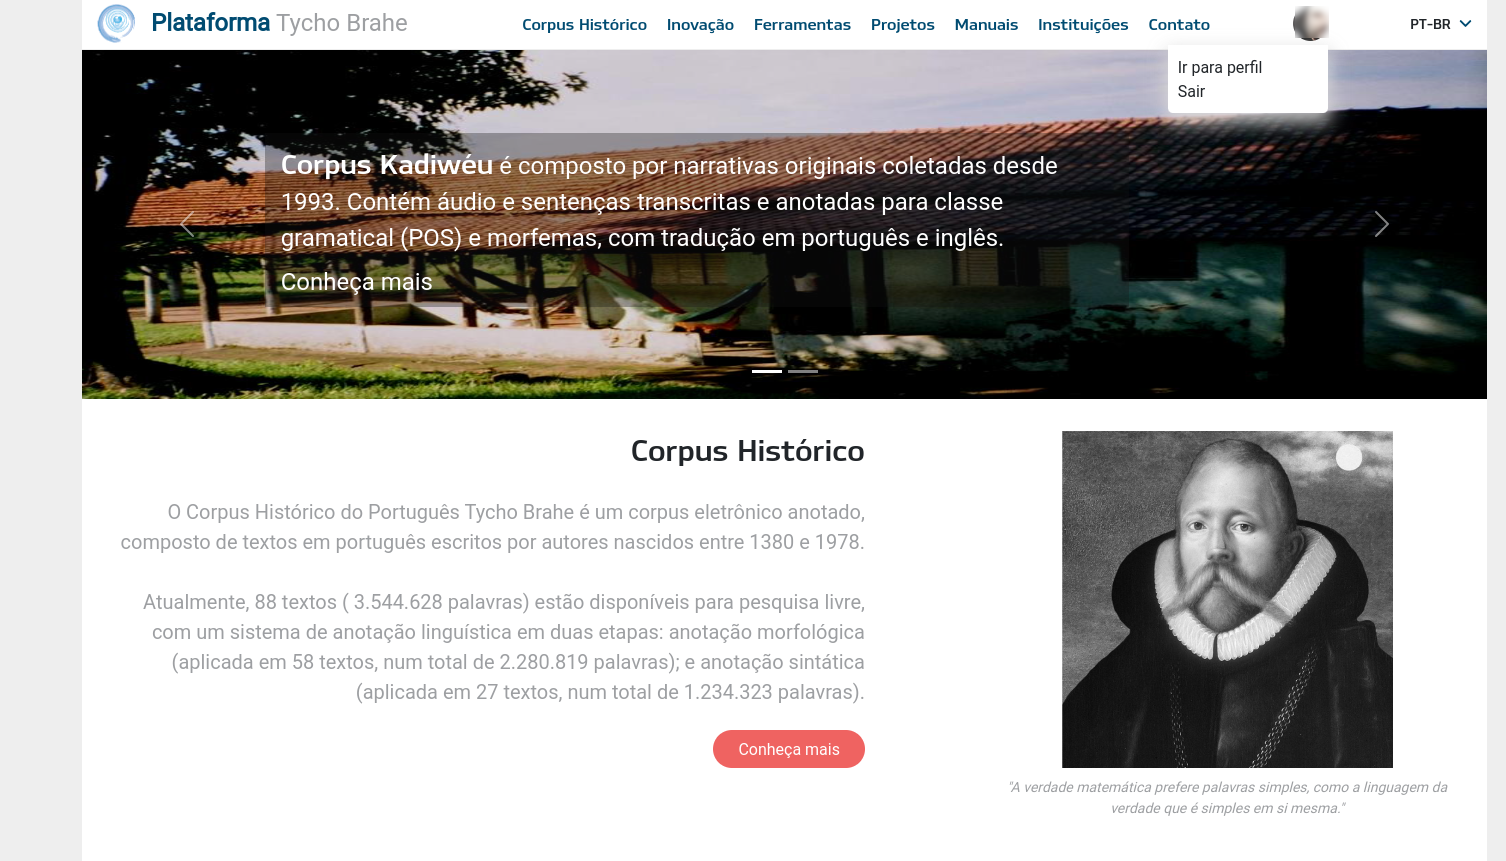 Plataforma Tycho Brahe
Corpus Histórico Inovação Ferramentas Projetos Manuais Instituições Contato
PT-BR
Ir para perfil
Sair
Corpus Kadiwéu é composto por narrativas originais coletadas desde
1993. Contém áudio e sentenças transcritas e anotadas para classe
gramatical (POS) e morfemas, com tradução em português e inglês.
Conheça mais
Corpus Histórico
O Corpus Histórico do Português Tycho Brahe é um corpus eletrônico anotado,
composto de textos em português escritos por autores nascidos entre 1380 e 1978.
Atualmente, 88 textos ( 3.544.628 palavras) estão disponíveis para pesquisa livre,
com um sistema de anotação linguística em duas etapas: anotação morfológica
(aplicada em 58 textos, num total de 2.280.819 palavras); e anotação sintática
(aplicada em 27 textos, num total de 1.234.323 palavras).
Conheça mais
"A verdade matemática prefere palavras simples, como a linguagem da
verdade que é simples em si mesma."